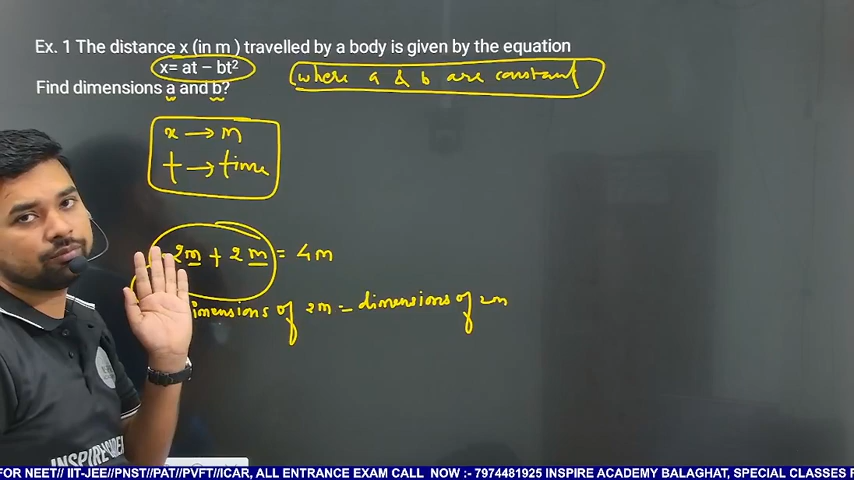 Ex. 1 The distance x (in m ) travelled by a body is given by the equation
x= at – bt²
where a & b are constant
Find dimensions a and b?
x → m
t → time
2m + 2m = 4m
imensions of 2m = dimensions of 2m
INSPIRE
FOR NEET// IIT-JEE//PNST//PAT//PVFT//ICAR, ALL ENTRANCE EXAM CALL NOW :- 7974481925 INSPIRE ACADEMY BALAGHAT, SPECIAL CLASSES F